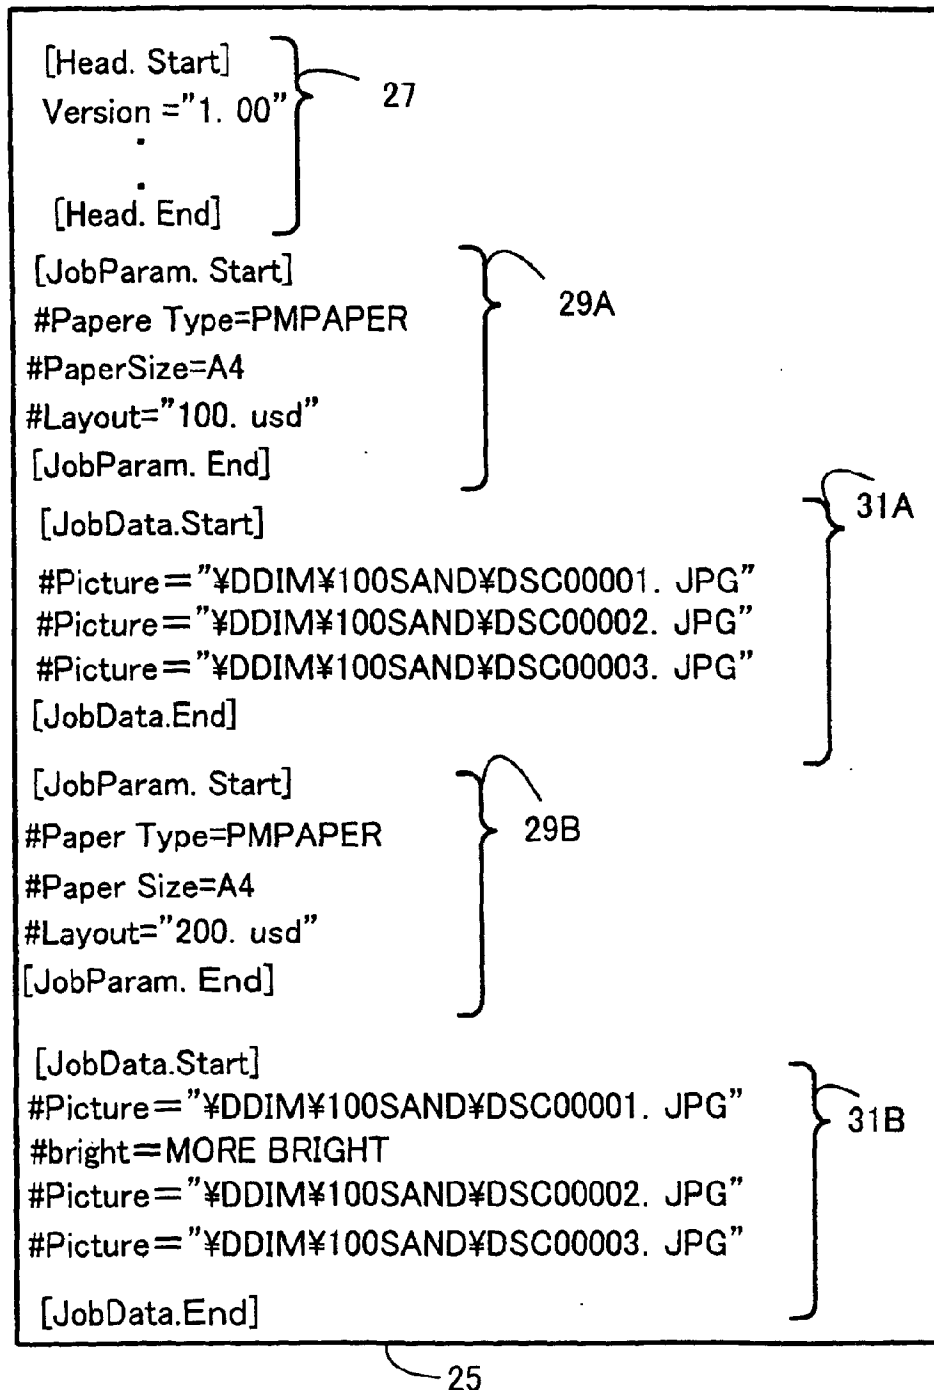 [Head. Start]
Version ="1. 00"
27
[Head. End]
[JobParam. Start]
29A
#Papere Type=PMPAPER
#PaperSize=A4
#Layout="100. usd"
[JobParam. End]
31A
[JobData.Start]
#Picture="¥DDIM¥100SAND¥DSC00001. JPG"
#Picture="¥DDIM¥100SAND¥DSC00002. JPG"
#Picture="¥DDIM¥100SAND¥DSC00003. JPG"
[JobData.End]
[JobParam. Start]
#Paper Type=PMPAPER
29B
#Paper Size=A4
#Layout="200. usd"
[JobParam. End]
[JobData.Start]
#Picture="¥DDIM¥100SAND¥DSC00001. JPG"
31B
#bright=MORE BRIGHT
#Picture="¥DDIM¥100SAND¥DSC00002. JPG"
#Picture="¥DDIM¥100SAND¥DSC00003. JPG"
[JobData.End]
25